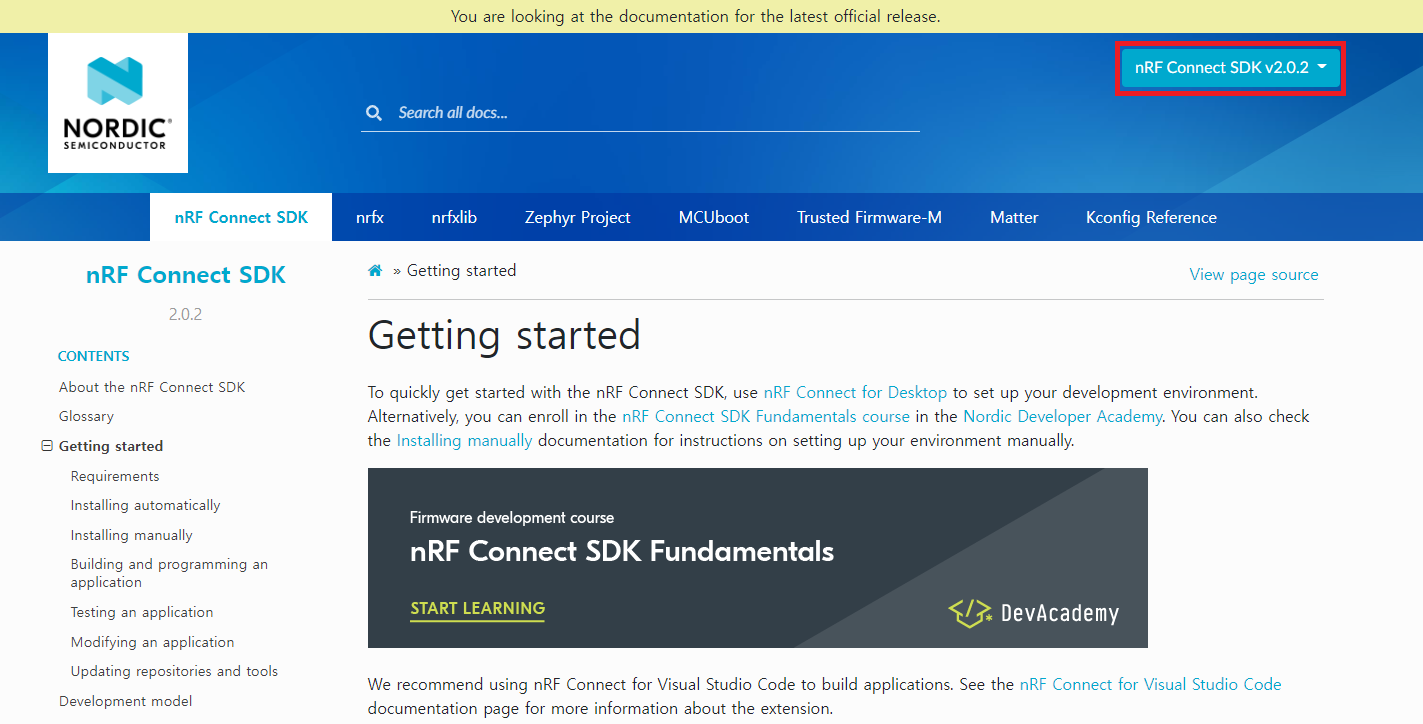 You are looking at the documentation for the latest official release.
nRF Connect SDK v2.0.2
NORDIC®
SEMICONDUCTOR
Search all docs...
nRF Connect SDK
nrfx
nrfxlib
Zephyr Project
MCUboot
Trusted Firmware-M
Matter
Kconfig Reference
nRF Connect SDK
2.0.2
CONTENTS
About the nRF Connect SDK
Glossary
Getting started
Requirements
Installing automatically
Installing manually
Building and programming an
application
Testing an application
Modifying an application
Updating repositories and tools
Development model
» Getting started
View page source
Getting started
To quickly get started with the nRF Connect SDK, use nRF Connect for Desktop to set up your development environment.
Alternatively, you can enroll in the nRF Connect SDK Fundamentals course in the Nordic Developer Academy. You can also check
the Installing manually documentation for instructions on setting up your environment manually.
Firmware development course
nRF Connect SDK Fundamentals
START LEARNING
DevAcademy
We recommend using nRF Connect for Visual Studio Code to build applications. See the nRF Connect for Visual Studio Code
documentation page for more information about the extension.